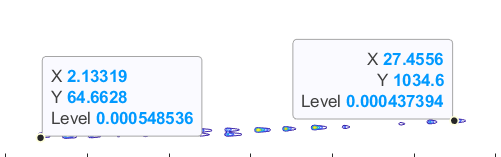 X 2.13319
Y 64.6628
Level 0.000548536
X 27.4556
Y 1034.6
Level 0.000437394